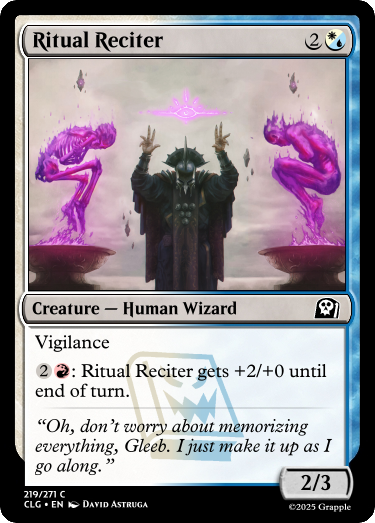 Ritual Reciter 2
Creature — Human Wizard
Vigilance
2: Ritual Reciter gets +2/+0 until
end of turn.
“Oh, don’t worry about memorizing
everything, Gleeb. I just make it up as I
go along.”
2/3
219/271 C
CLG • EN David Astruga
©2025 Grapple